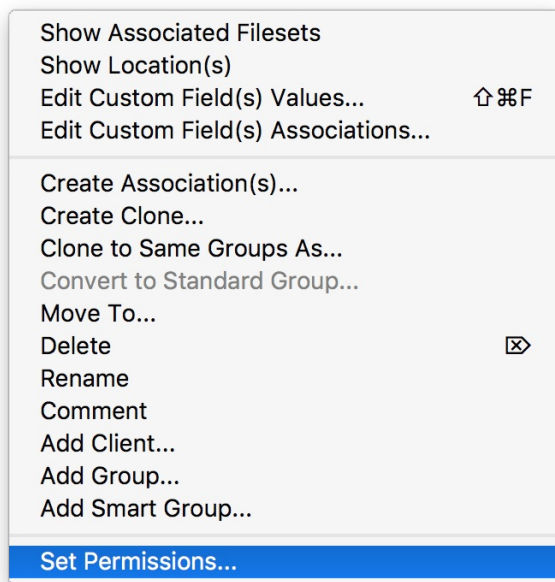 Show Associated Filesets
Show Location(s)
Edit Custom Field(s) Values... ⇧⌘F
Edit Custom Field(s) Associations...
Create Association(s)...
Create Clone...
Clone to Same Groups As...
Convert to Standard Group...
Move To...
Delete ⌦
Rename
Comment
Add Client...
Add Group...
Add Smart Group...
Set Permissions...